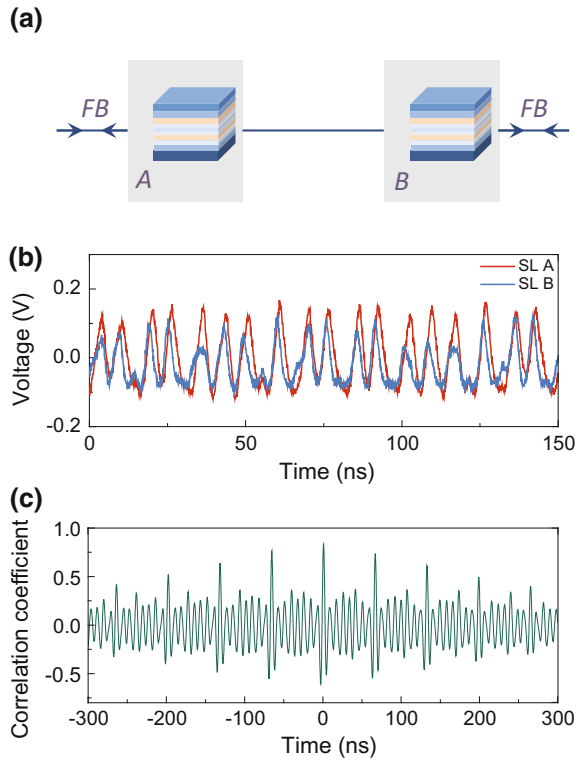 (a)
FB
FB
A
B
(b)
SL A
SL B
Voltage (V)
0.2
0.0
-0.2
0
50
100
150
Time (ns)
(c)
Correlation coefficient
1.0
0.5
0.0
-0.5
-300
-200
-100
0
100
200
300
Time (ns)